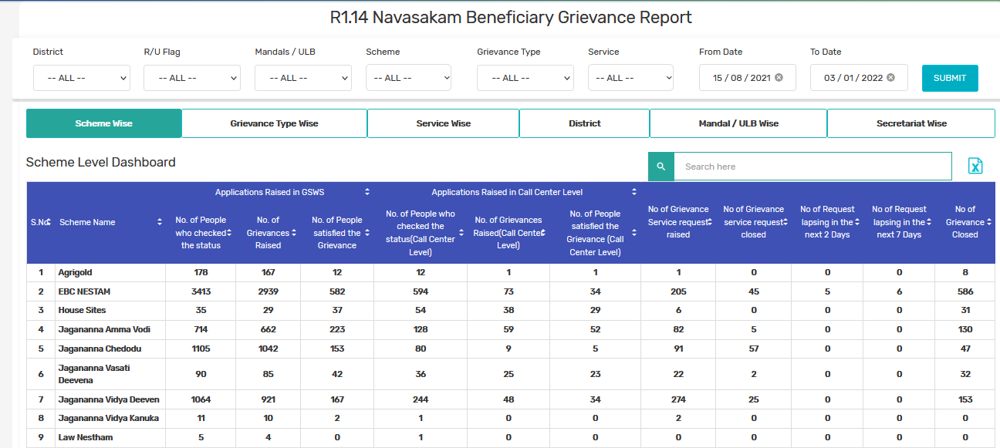 R1.14 Navasakam Beneficiary Grievance Report
District R/U Flag Mandals / ULB Scheme Grievance Type Service From Date To Date
-- ALL -- -- ALL -- -- ALL -- -- ALL -- -- ALL -- -- ALL -- 15 / 08 / 2021 03 / 01 / 2022 SUBMIT
Scheme Wise Grievance Type Wise Service Wise District Mandal / ULB Wise Secretariat Wise
Scheme Level Dashboard Search here
Applications Raised in GSWS Applications Raised in Call Center Level
S.No Scheme Name
No. of People
who checked
the status
No. of
Grievances
Raised
No. of People
satisfied the
Grievance
No. of People who
checked the
status(Call Center
Level)
No. of Grievances
Raised(Call Center
Level)
No. of People
satisfied the
Grievance (Call
Center Level)
No of Grievance
Service request
raised
No of Grievance
service request
closed
No of Request
lapsing in the
next 2 Days
No of Request
lapsing in the
next 7 Days
No of
Grievance
Closed
1 Agrigold 178 167 12 12 1 1 1 0 0 0 8
2 EBC NESTAM 3413 2939 582 594 73 34 205 45 5 6 586
3 House Sites 35 29 37 54 38 29 6 0 0 0 31
4 Jagananna Amma Vodi 714 662 223 128 59 52 82 5 0 0 130
5 Jagananna Chedodu 1105 1042 153 80 9 5 91 57 0 0 47
6 Jagananna Vasati
Deevena 90 85 42 36 25 23 22 2 0 0 32
7 Jagananna Vidya Deeven 1064 921 167 244 48 34 274 25 0 0 153
8 Jagananna Vidya Kanuka 11 10 2 1 0 0 2 0 0 0 0
9 Law Nestham 5 4 0 1 0 0 0 0 0 0 0